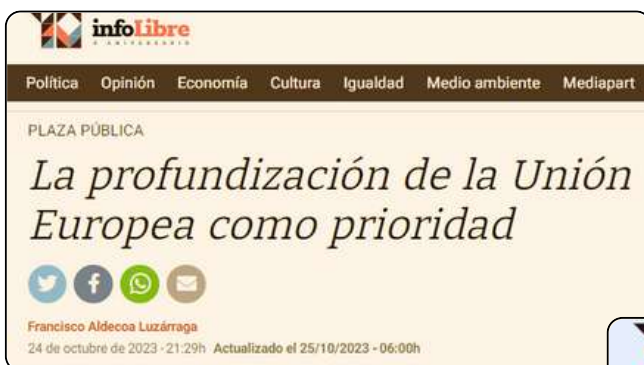 infoLibre
X ANIVERSARIO
Política Opinión Economía Cultura Igualdad Medio ambiente Mediapart
PLAZA PÚBLICA
La profundización de la Unión
Europea como prioridad
Francisco Aldecoa Luzárraga
24 de octubre de 2023 - 21:29h Actualizado el 25/10/2023 - 06:00h